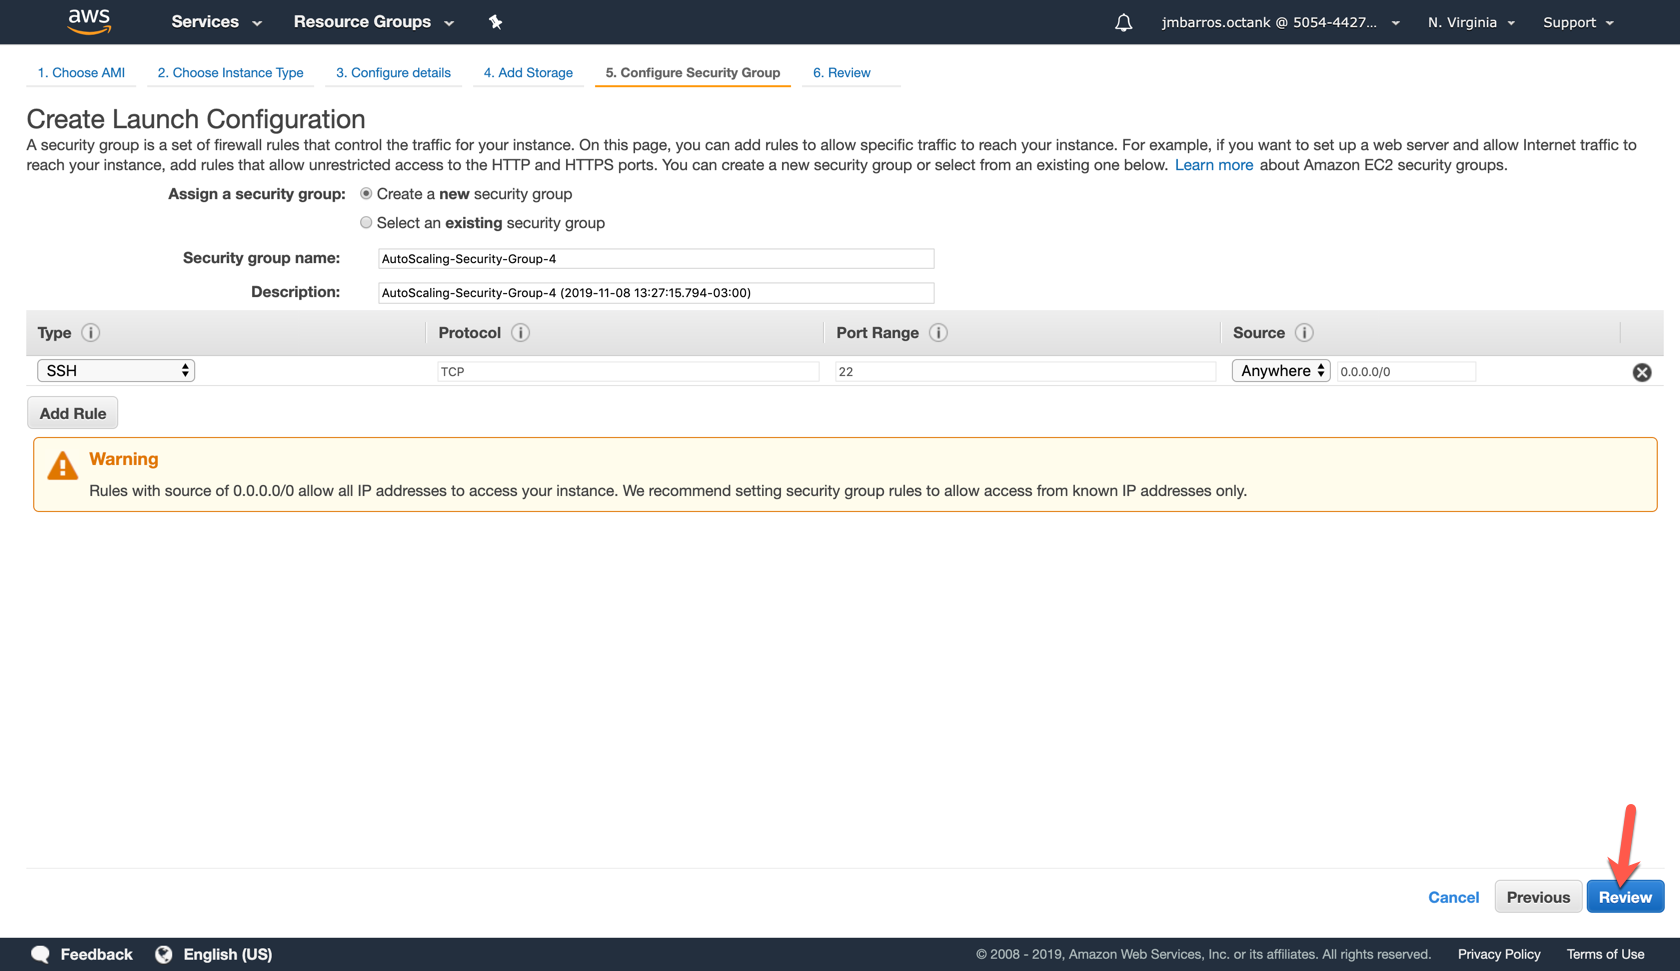 aws Services Resource Groups jmbarros.octank @ 5054-4427... N. Virginia Support
1. Choose AMI 2. Choose Instance Type 3. Configure details 4. Add Storage 5. Configure Security Group 6. Review
Create Launch Configuration
A security group is a set of firewall rules that control the traffic for your instance. On this page, you can add rules to allow specific traffic to reach your instance. For example, if you want to set up a web server and allow Internet traffic to
reach your instance, add rules that allow unrestricted access to the HTTP and HTTPS ports. You can create a new security group or select from an existing one below. Learn more about Amazon EC2 security groups.
Assign a security group: Create a new security group
Select an existing security group
Security group name: AutoScaling-Security-Group-4
Description: AutoScaling-Security-Group-4 (2019-11-08 13:27:15.794-03:00)
Type i Protocol i Port Range i Source i
SSH TCP 22 Anywhere 0.0.0.0/0
Add Rule
Warning
Rules with source of 0.0.0.0/0 allow all IP addresses to access your instance. We recommend setting security group rules to allow access from known IP addresses only.
Cancel Previous Review
Feedback English (US) © 2008 - 2019, Amazon Web Services, Inc. or its affiliates. All rights reserved. Privacy Policy Terms of Use